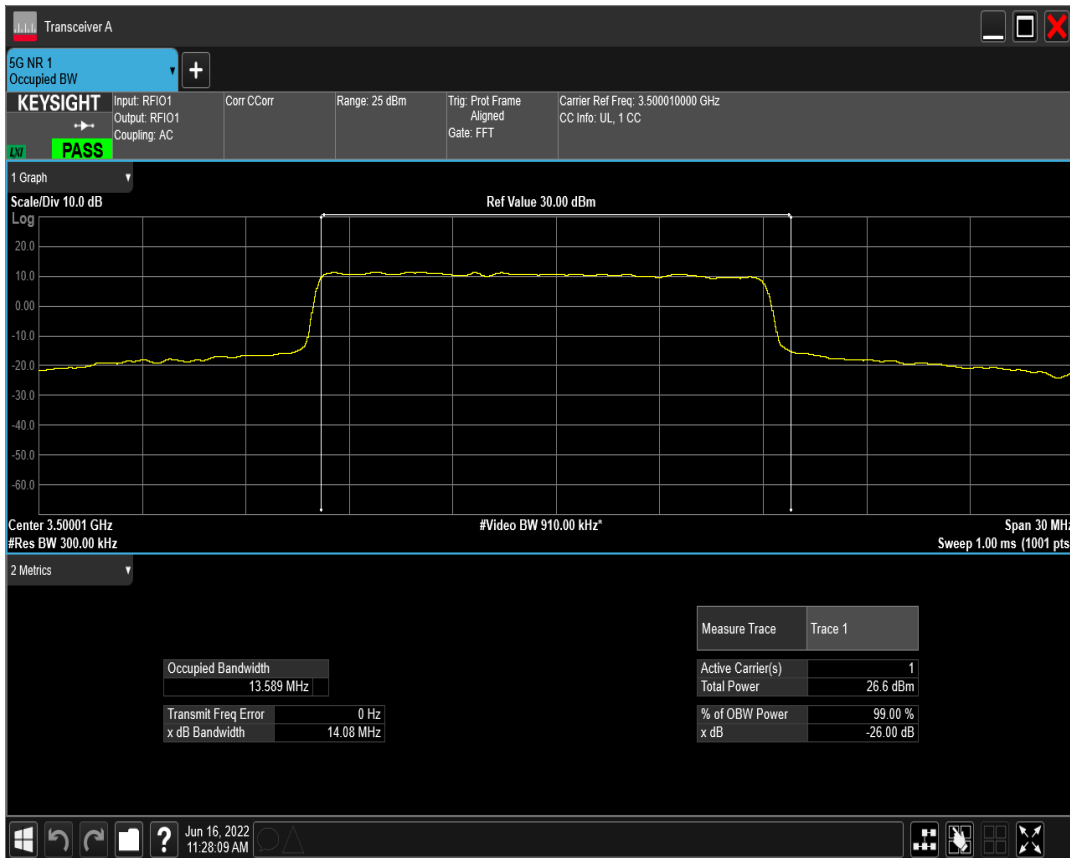 Transceiver A
5G NR 1
Occupied BW
+
KEYSIGHT
LXI
PASS
Input: RFIO1
Output: RFIO1
Coupling: AC
Corr CCorr
Range: 25 dBm
Trig: Prot Frame
Aligned
Gate: FFT
Carrier Ref Freq: 3.500010000 GHz
CC Info: UL, 1 CC
1 Graph
Scale/Div 10.0 dB
Ref Value 30.00 dBm
Log
20.0
10.0
0.00
-10.0
-20.0
-30.0
-40.0
-50.0
-60.0
Center 3.50001 GHz
#Video BW 910.00 kHz*
Span 30 MHz
#Res BW 300.00 kHz
Sweep 1.00 ms (1001 pts
2 Metrics
Measure Trace Trace 1
Occupied Bandwidth
13.589 MHz
Active Carrier(s) 1
Total Power 26.6 dBm
Transmit Freq Error 0 Hz
x dB Bandwidth 14.08 MHz
% of OBW Power 99.00 %
x dB -26.00 dB
?
Jun 16, 2022
11:28:09 AM